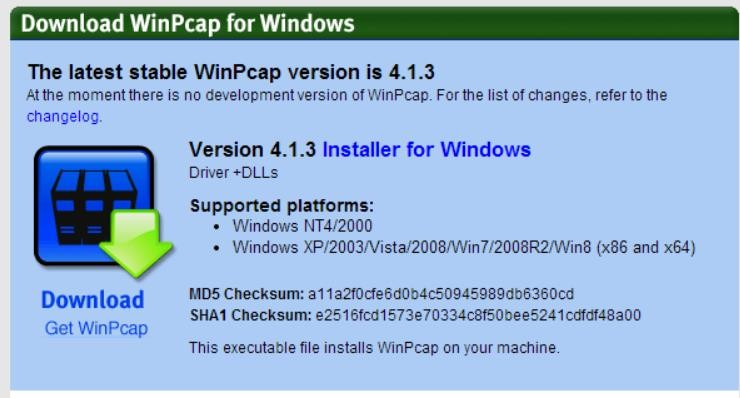 Download WinPcap for Windows
The latest stable WinPcap version is 4.1.3
At the moment there is no development version of WinPcap. For the list of changes, refer to the
changelog.
Version 4.1.3 Installer for Windows
Driver +DLLs
Supported platforms:
• Windows NT4/2000
• Windows XP/2003/Vista/2008/Win7/2008R2/Win8 (x86 and x64)
MD5 Checksum: a11a2f0cfe6d0b4c50945989db6360cd
SHA1 Checksum: e2516fcd1573e70334c8f50bee5241cdfdf48a00
This executable file installs WinPcap on your machine.
Download
Get WinPcap